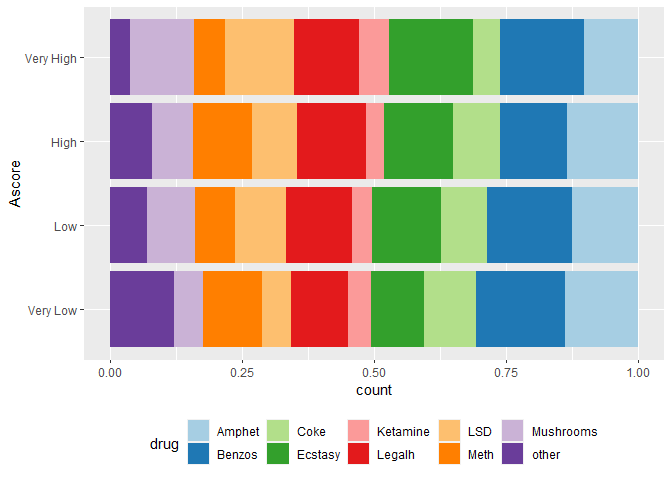 Very High
High
Low
Very Low
Ascore
0.00 0.25 0.50 0.75 1.00
count
drug
Amphet Coke Ketamine LSD Mushrooms
Benzos Ecstasy Legalh Meth other